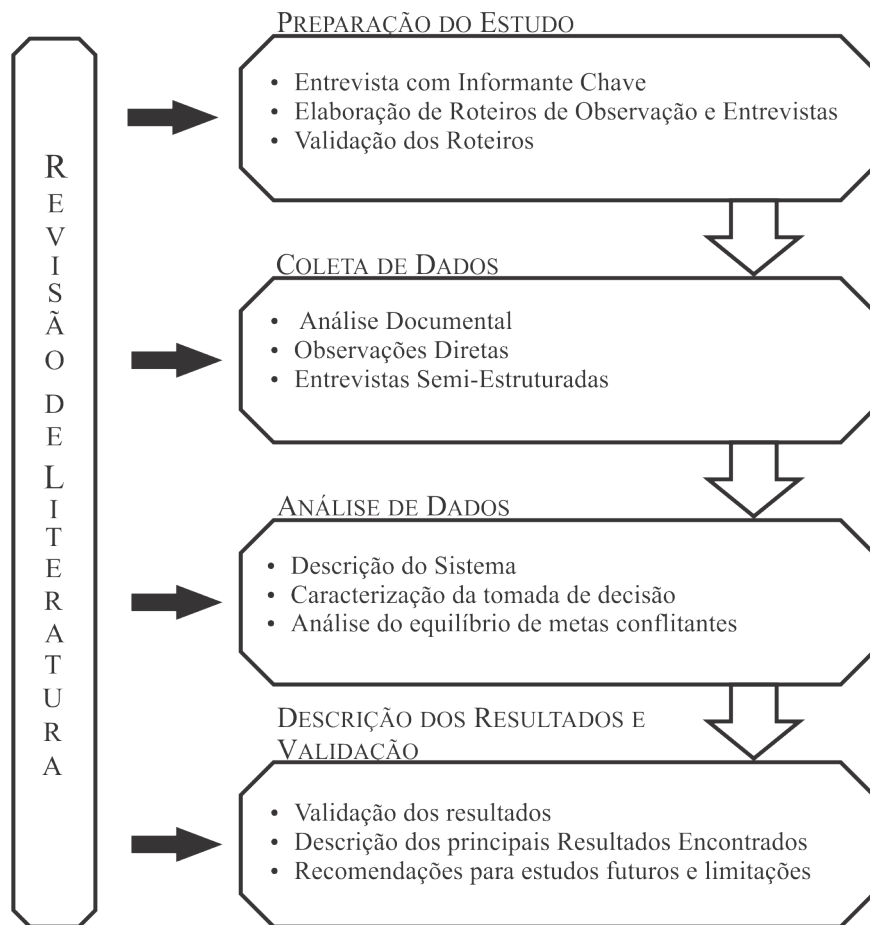 REVISÃO DE LITERATURA
PREPARAÇÃO DO ESTUDO
• Entrevista com Informante Chave
• Elaboração de Roteiros de Observação e Entrevistas
• Validação dos Roteiros
COLETA DE DADOS
• Análise Documental
• Observações Diretas
• Entrevistas Semi-Estruturadas
ANÁLISE DE DADOS
• Descrição do Sistema
• Caracterização da tomada de decisão
• Análise do equilíbrio de metas conflitantes
DESCRIÇÃO DOS RESULTADOS E
VALIDAÇÃO
• Validação dos resultados
• Descrição dos principais Resultados Encontrados
• Recomendações para estudos futuros e limitações